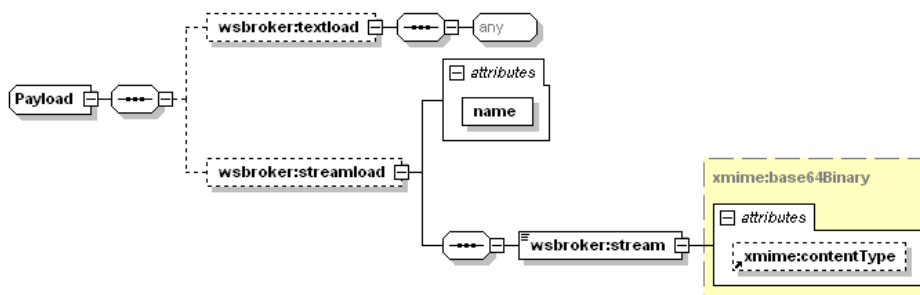 wsbroker:textload
any
attributes
Payload
name
wsbroker:streamload
xmime:base64Binary
attributes
wsbroker:stream
xmime:contentType